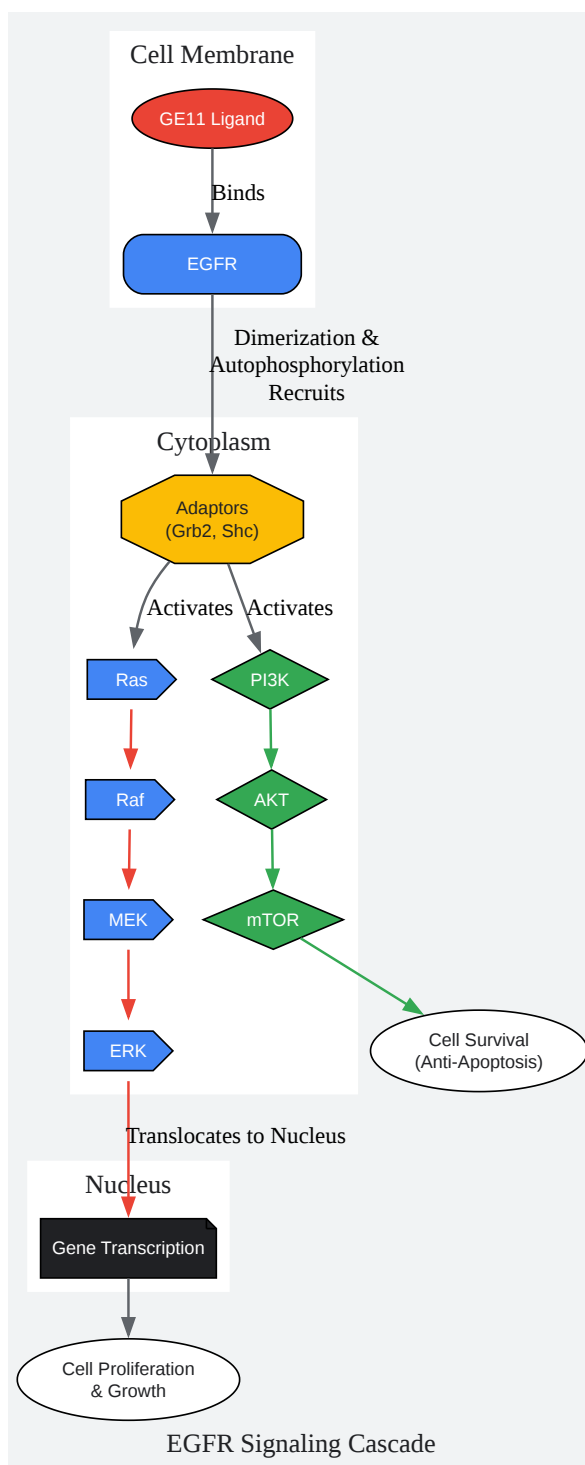 Cell Membrane
GE11 Ligand
Binds
EGFR
Dimerization &
Autophosphorylation
Recruits
Cytoplasm
Adaptors
(Grb2, Shc)
Activates
Activates
Ras
PI3K
Raf
AKT
MEK
mTOR
ERK
Cell Survival
(Anti-Apoptosis)
Translocates to Nucleus
Nucleus
Gene Transcription
Cell Proliferation
& Growth
EGFR Signaling Cascade